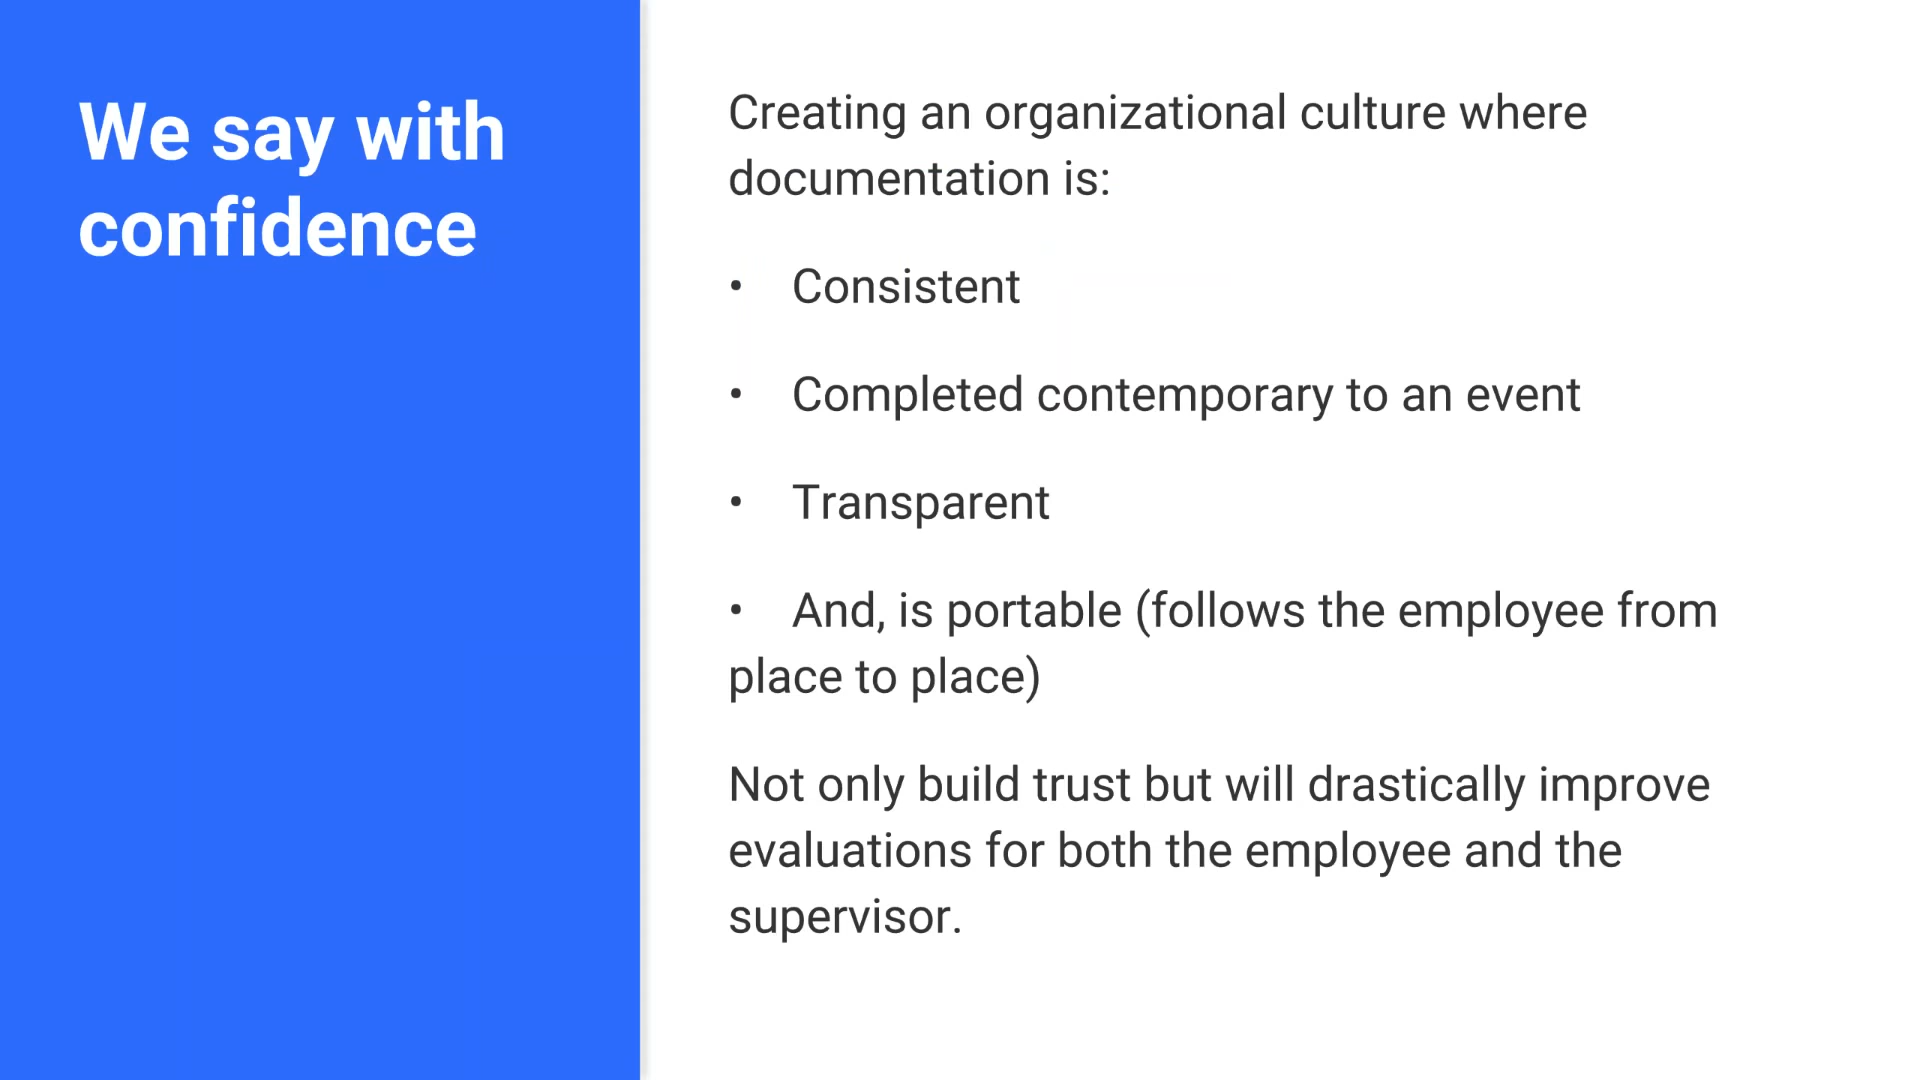 We say with
confidence
Creating an organizational culture where
documentation is:
• Consistent
• Completed contemporary to an event
• Transparent
• And, is portable (follows the employee from
place to place)
Not only build trust but will drastically improve
evaluations for both the employee and the
supervisor.